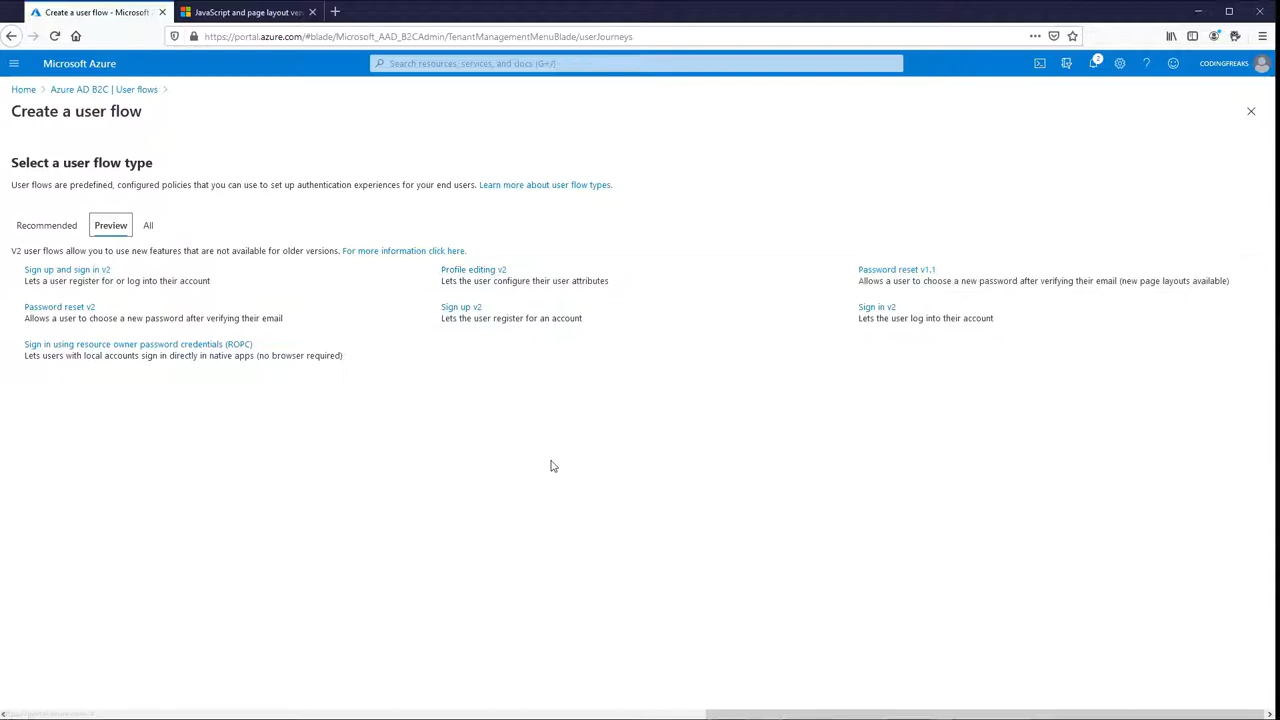 Create a user flow - Microsoft A
JavaScript and page layout ver
https://portal.azure.com/#blade/Microsoft_AAD_B2CAdmin/TenantManagementMenuBlade/userJourneys
Microsoft Azure
Search resources, services, and docs (G+/)
2
CODINGFREAKS
Home > Azure AD B2C | User flows >
Create a user flow
Select a user flow type
User flows are predefined, configured policies that you can use to set up authentication experiences for your end users. Learn more about user flow types.
Recommended Preview All
V2 user flows allow you to use new features that are not available for older versions. For more information click here.
Sign up and sign in v2
Lets a user register for or log into their account
Profile editing v2
Lets the user configure their user attributes
Password reset v1.1
Allows a user to choose a new password after verifying their email (new page layouts available)
Password reset v2
Allows a user to choose a new password after verifying their email
Sign up v2
Lets the user register for an account
Sign in v2
Lets the user log into their account
Sign in using resource owner password credentials (ROPC)
Lets users with local accounts sign in directly in native apps (no browser required)